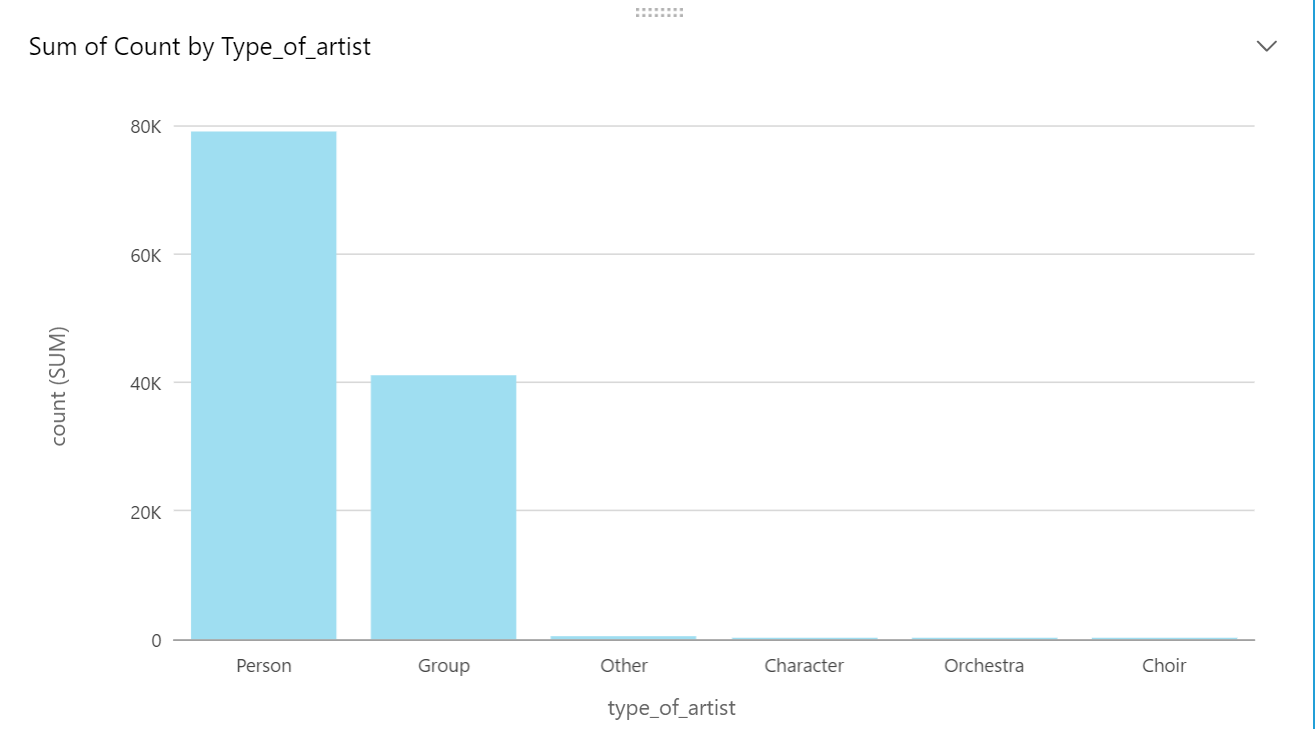 Sum of Count by Type_of_artist
80K
60K
40K
20K
0
count (SUM)
Person Group Other Character Orchestra Choir
type_of_artist